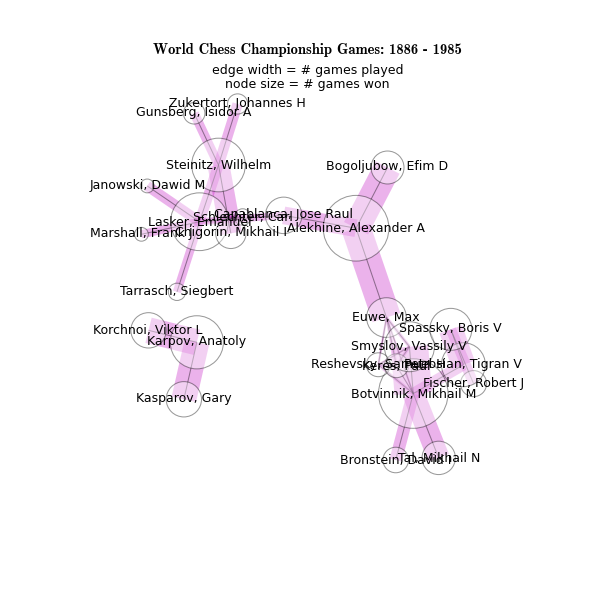 World Chess Championship Games: 1886 - 1985
edge width = # games played
node size = # games won
Zukertort, Johannes H
Gunsberg, Isidor A
Steinitz, Wilhelm
Bogoljubow, Efim D
Janowski, Dawid M
Capablanca, Jose Raul
Lasker, Emanuel
Alekhine, Alexander A
Chigorin, Mikhail I
Marshall, Frank J
Tarrasch, Siegbert
Euwe, Max
Spassky, Boris V
Korchnoi, Viktor L
Karpov, Anatoly
Smyslov, Vassily V
Reshevsky, Samuel H
Keres, Paul
Petrosian, Tigran V
Fischer, Robert J
Botvinnik, Mikhail M
Kasparov, Gary
Bronstein, David I
Tal, Mikhail N